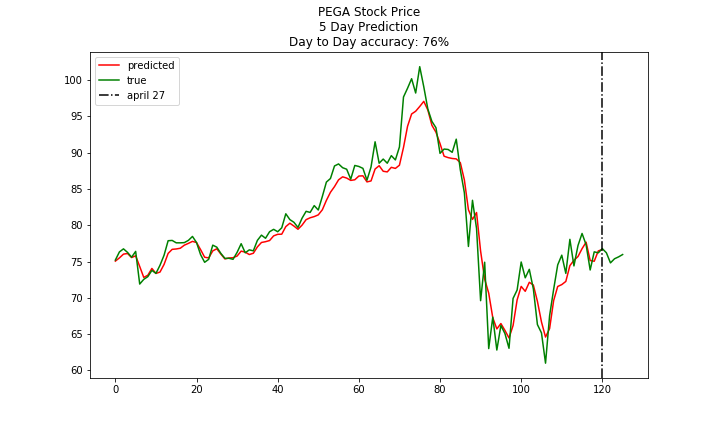 PEGA Stock Price
5 Day Prediction
Day to Day accuracy: 76%
predicted
true
april 27
100
95
90
85
80
75
70
65
60
0 20 40 60 80 100 120